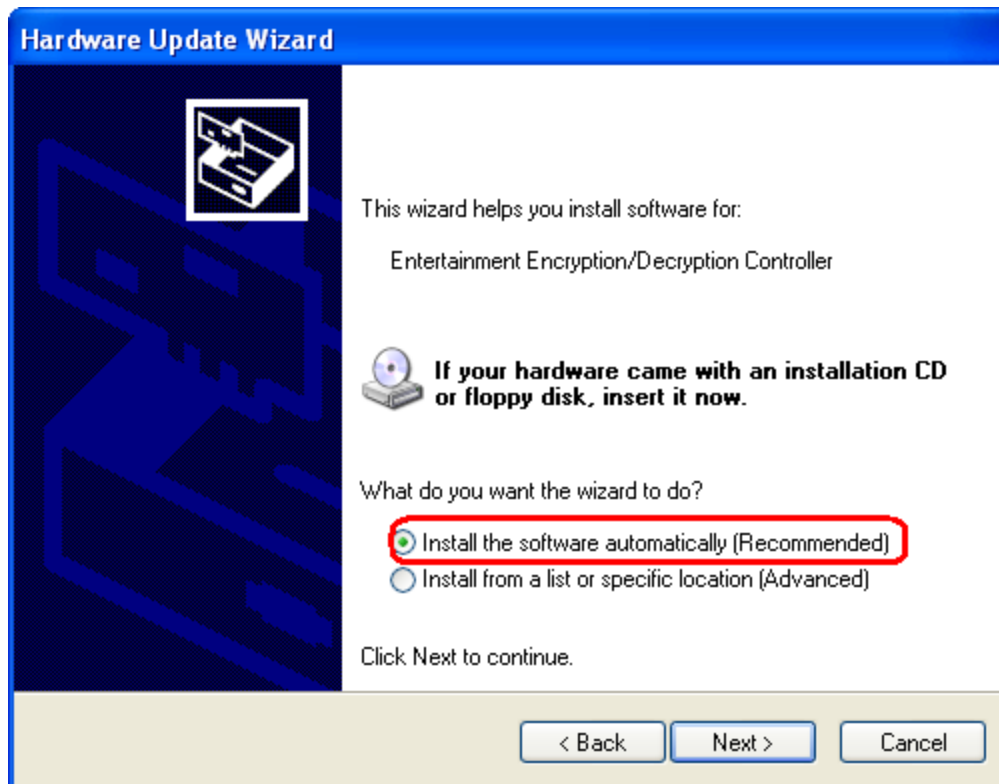 Hardware Update Wizard
This wizard helps you install software for:
Entertainment Encryption/Decryption Controller
If your hardware came with an installation CD
or floppy disk, insert it now.
What do you want the wizard to do?
Install the software automatically (Recommended)
Install from a list or specific location (Advanced)
Click Next to continue.
< Back Next > Cancel